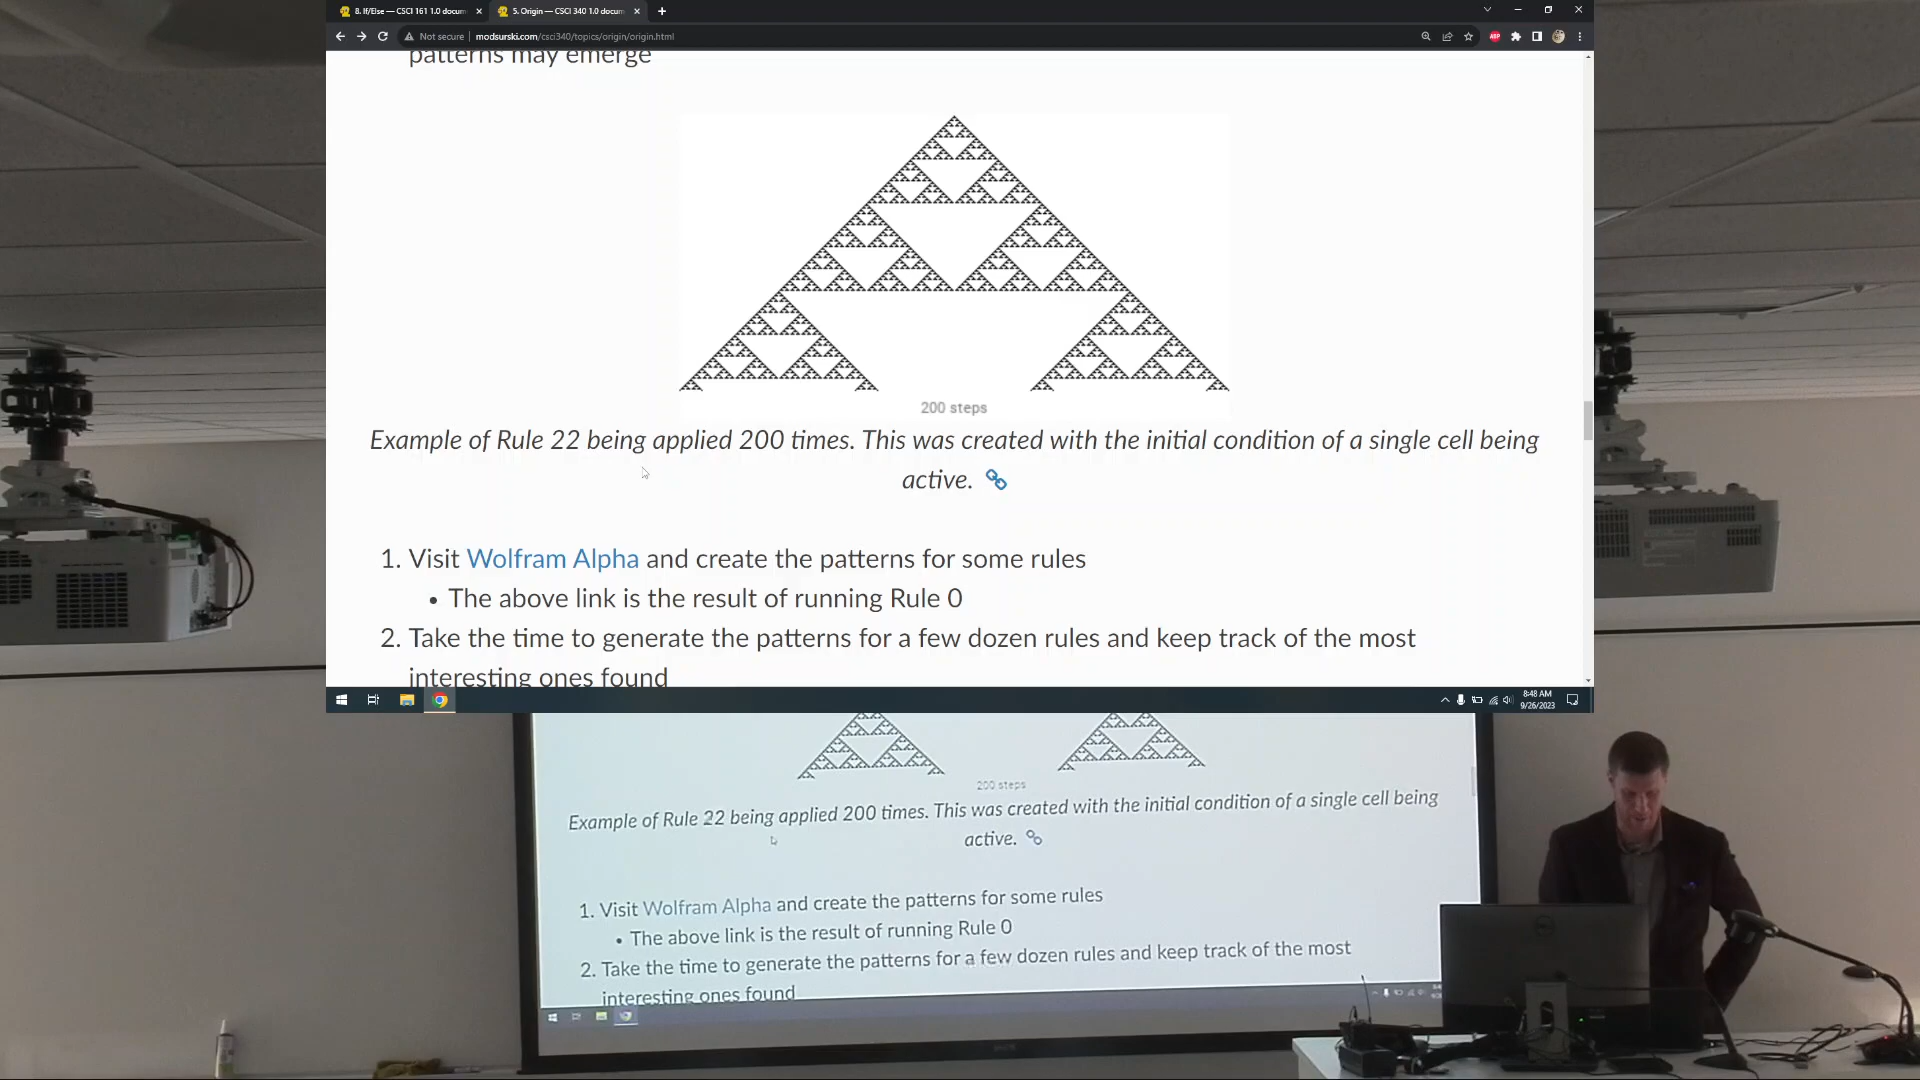 8. If/Else — CSCI 161 1.0 docum
5. Origin — CSCI 340 1.0 docum
Not secure
modsurski.com/csci340/topics/origin/origin.html
ABP
patterns may emerge
200 steps
Example of Rule 22 being applied 200 times. This was created with the initial condition of a single cell being
active.
1. Visit Wolfram Alpha and create the patterns for some rules
• The above link is the result of running Rule 0
2. Take the time to generate the patterns for a few dozen rules and keep track of the most
interesting ones found
8:48 AM
9/26/2023
200 steps
Example of Rule 22 being applied 200 times. This was created with the initial condition of a single cell being
active.
1. Visit Wolfram Alpha and create the patterns for some rules
• The above link is the result of running Rule 0
2. Take the time to generate the patterns for a few dozen rules and keep track of the most
interesting ones found